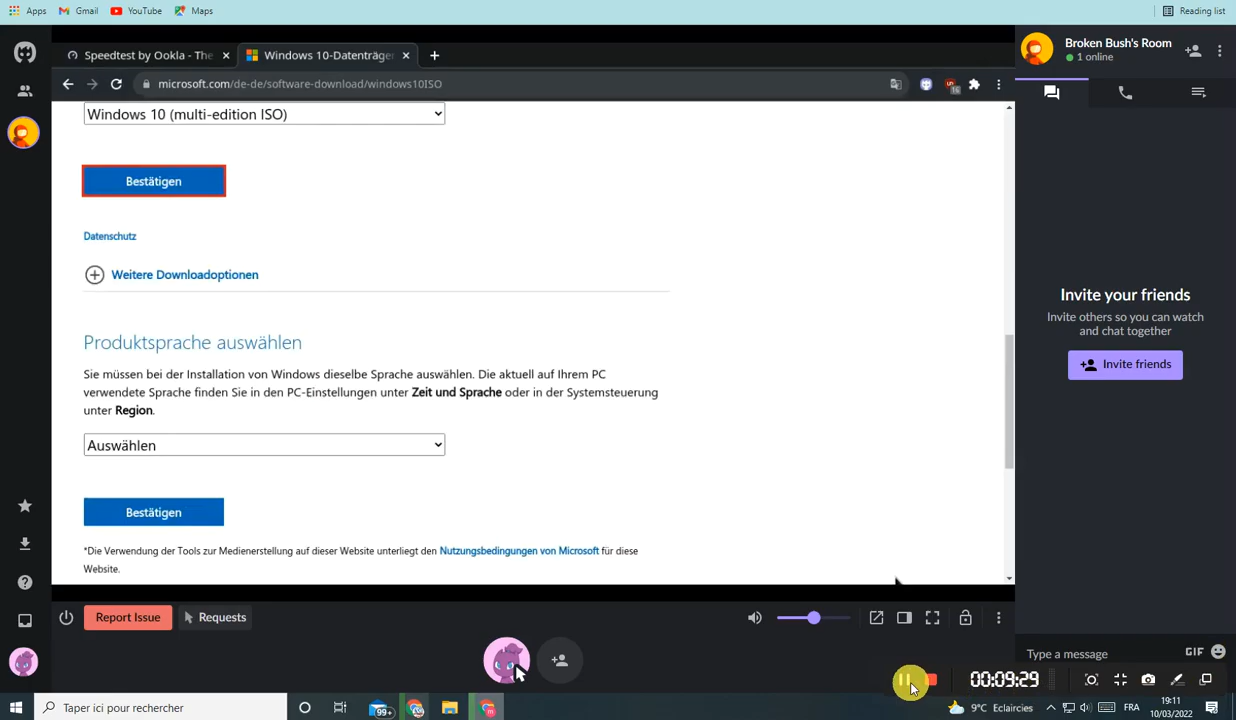 Apps Gmail YouTube Maps Reading list
Speedtest by Ookla - The Windows 10-Datenträger
microsoft.com/de-de/software-download/windows10ISO
Broken Bush's Room
1 online
Windows 10 (multi-edition ISO)
Bestätigen
Datenschutz
Weitere Downloadoptionen
Produktsprache auswählen
Sie müssen bei der Installation von Windows dieselbe Sprache auswählen. Die aktuell auf Ihrem PC
verwendete Sprache finden Sie in den PC-Einstellungen unter Zeit und Sprache oder in der Systemsteuerung
unter Region.
Auswählen
Bestätigen
*Die Verwendung der Tools zur Medienerstellung auf dieser Website unterliegt den Nutzungsbedingungen von Microsoft für diese
Website.
Invite your friends
Invite others so you can watch
and chat together
Invite friends
Report Issue Requests
Type a message GIF
00:09:29
Taper ici pour rechercher
99+
9°C Eclaircies
FRA
19:11
10/03/2022